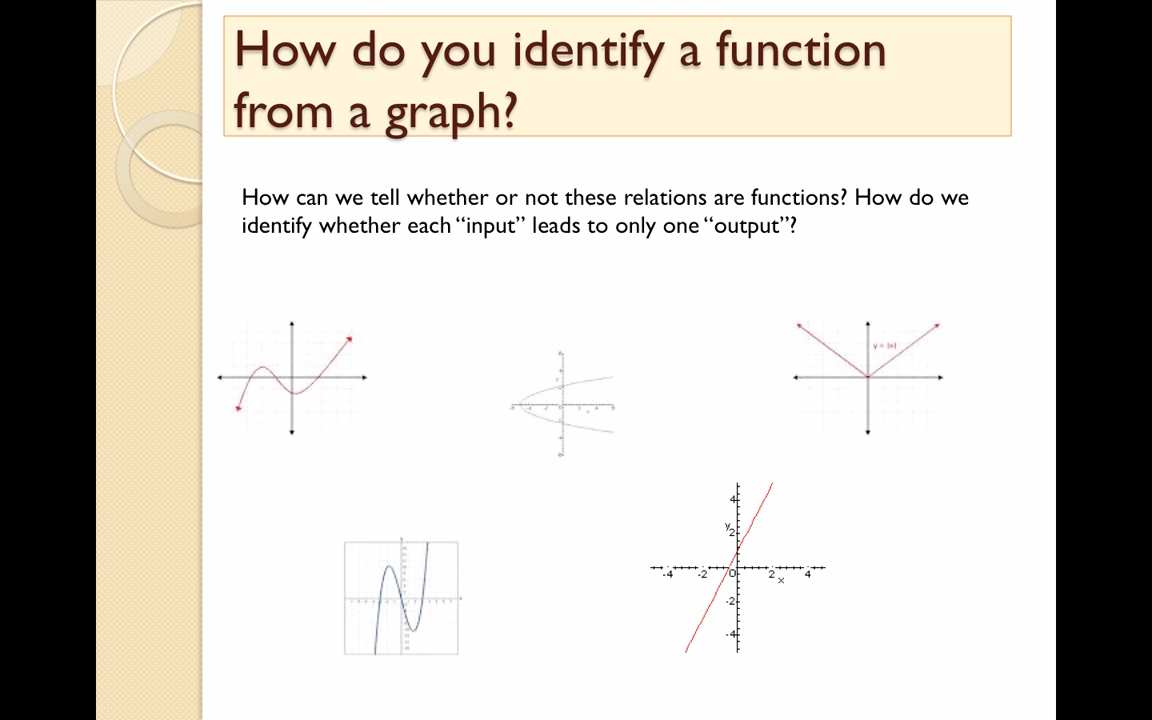 How do you identify a function
from a graph?
How can we tell whether or not these relations are functions? How do we
identify whether each “input” leads to only one “output”?
y = |x|
4
y
2
-4 -2 0 2 4
x
-2
-4